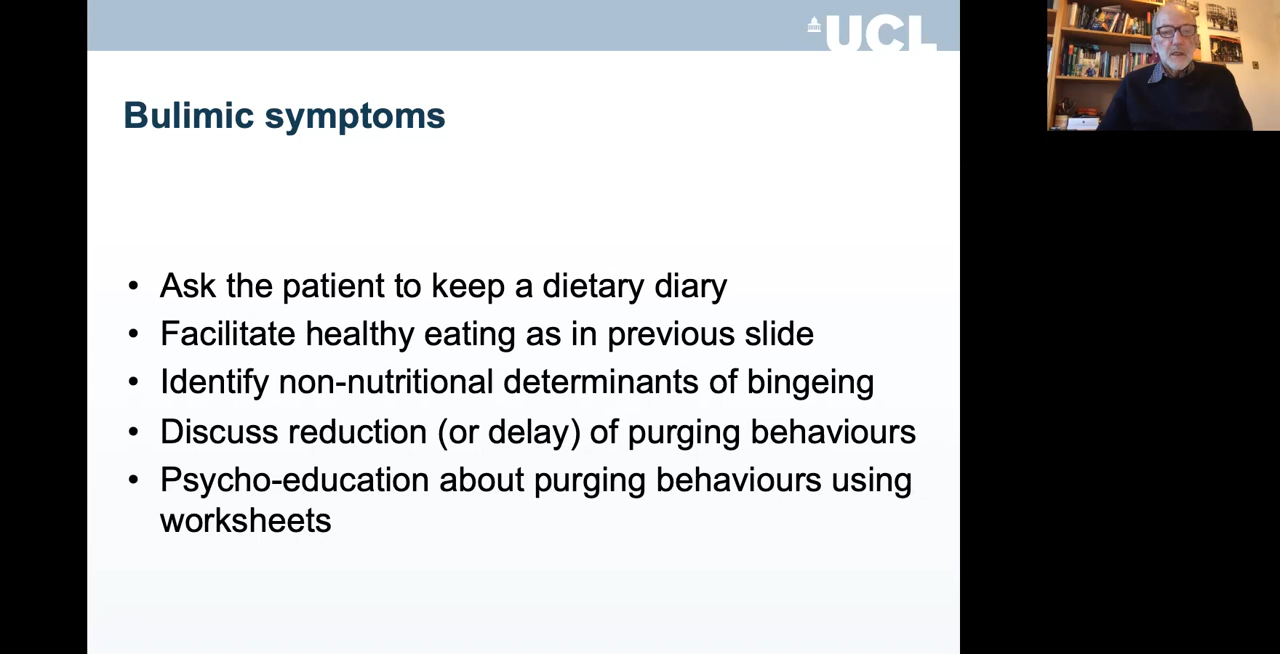 UCL
Bulimic symptoms
• Ask the patient to keep a dietary diary
• Facilitate healthy eating as in previous slide
• Identify non-nutritional determinants of bingeing
• Discuss reduction (or delay) of purging behaviours
• Psycho-education about purging behaviours using
worksheets